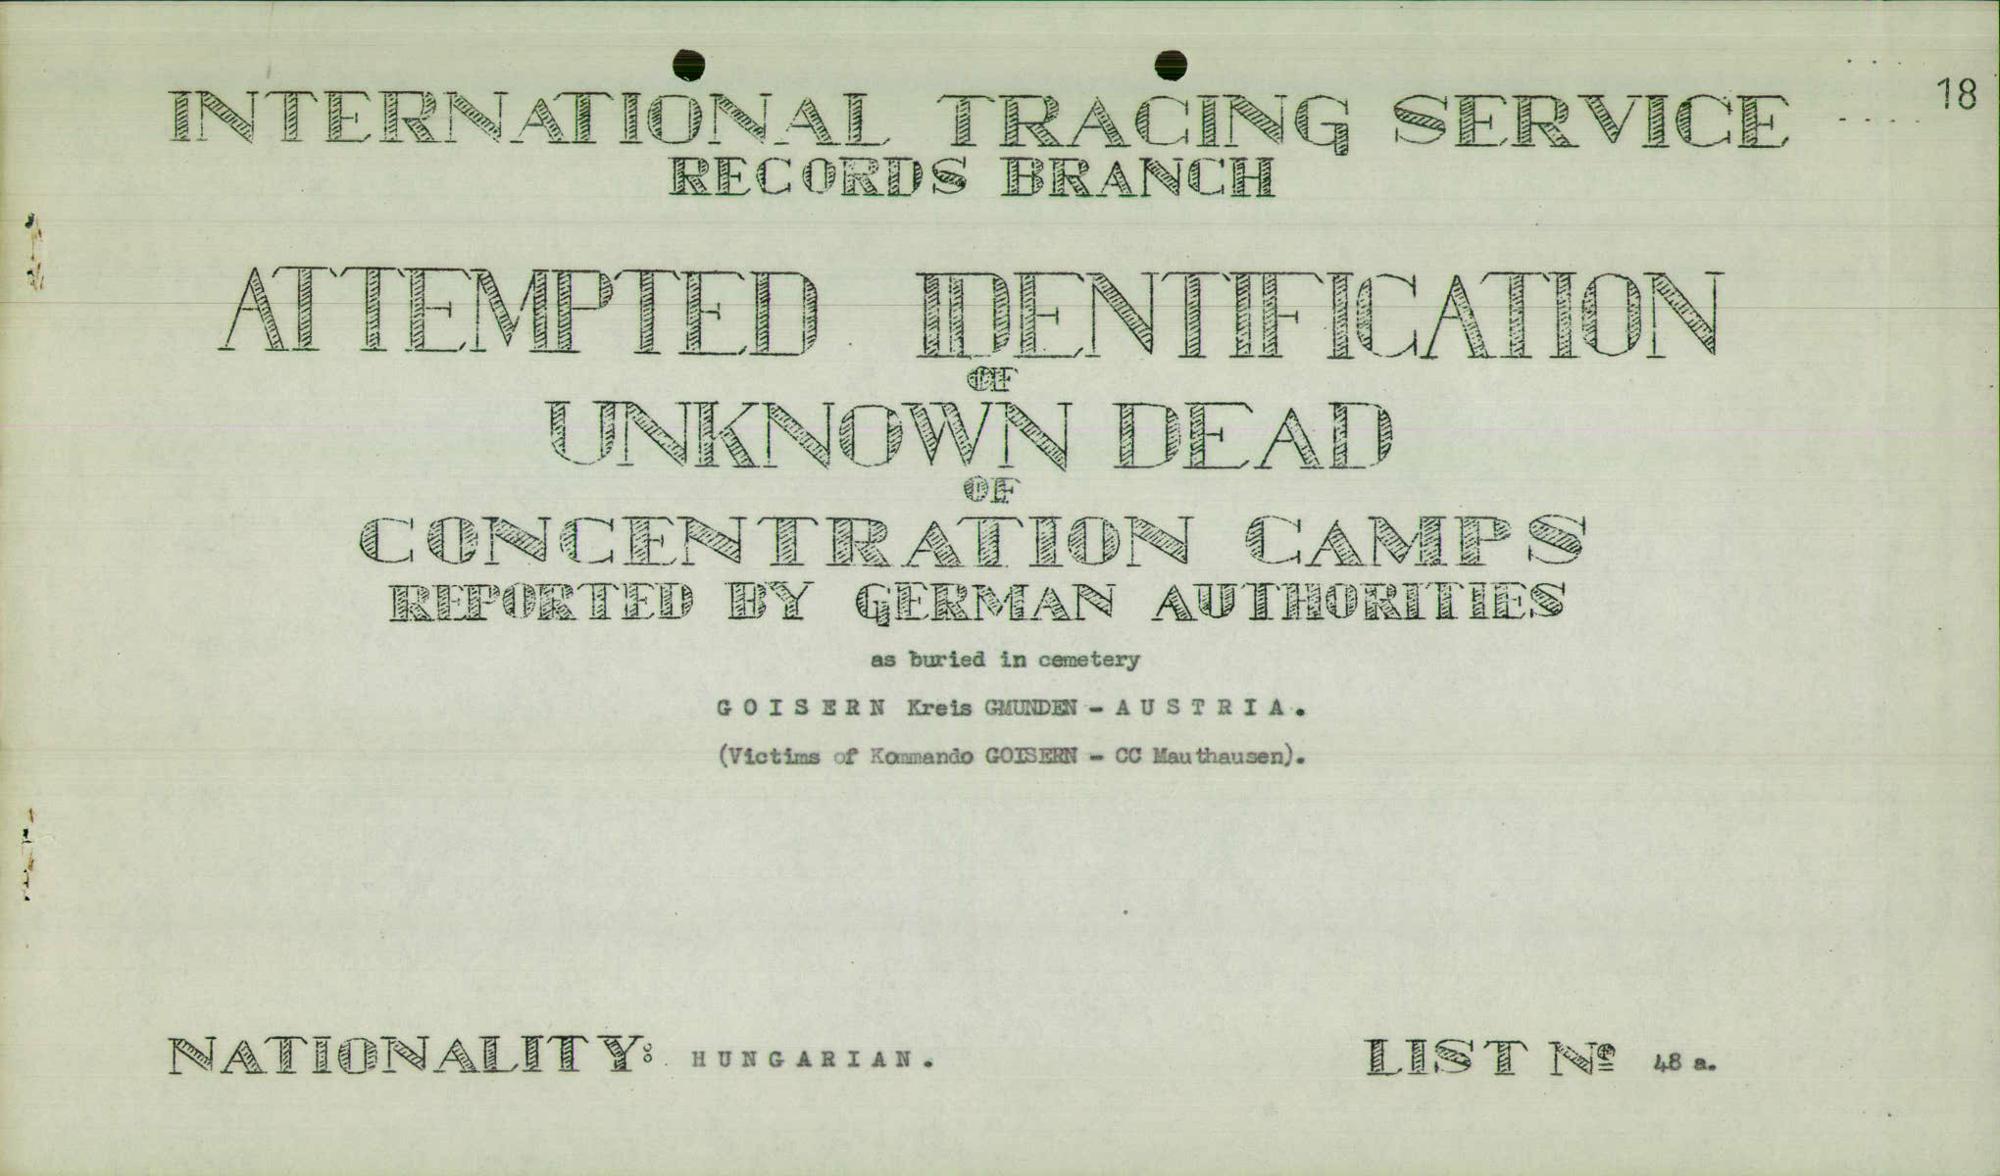 18
INTERNATIONAL TRACING SERVICE
RECORDS BRANCH
ATTEMPTED IDENTIFICATION
OF
UNKNOWN DEAD
OF
CONCENTRATION CAMPS
REPORTED BY GERMAN AUTHORITIES
as buried in cemetery
G O I S E R N Kreis GMUNDEN - A U S T R I A.
(Victims of Kommando GOISERN - CC Mauthausen).
NATIONALITY: H U N G A R I A N.
LIST Nº 48 a.